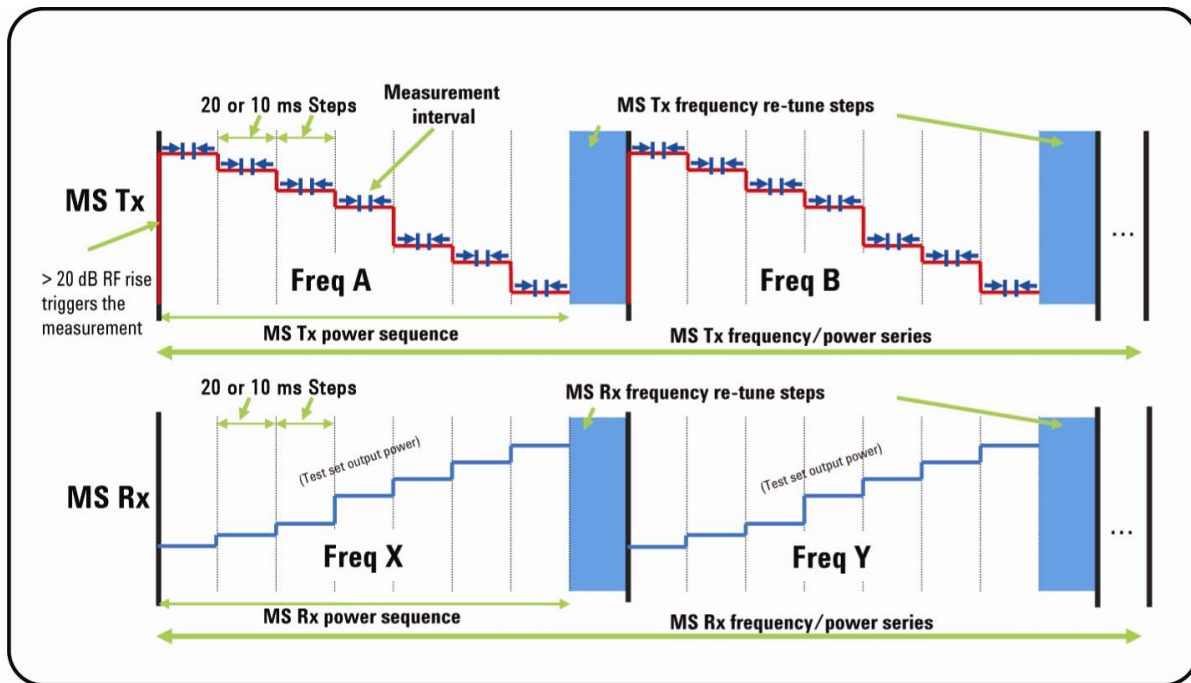 20 or 10 ms Steps
Measurement
interval
MS Tx frequency re-tune steps
MS Tx
> 20 dB RF rise
triggers the
measurement
Freq A
Freq B
...
MS Tx power sequence
MS Tx frequency/power series
20 or 10 ms Steps
MS Rx frequency re-tune steps
(Test set output power)
(Test set output power)
MS Rx
Freq X
Freq Y
...
MS Rx power sequence
MS Rx frequency/power series